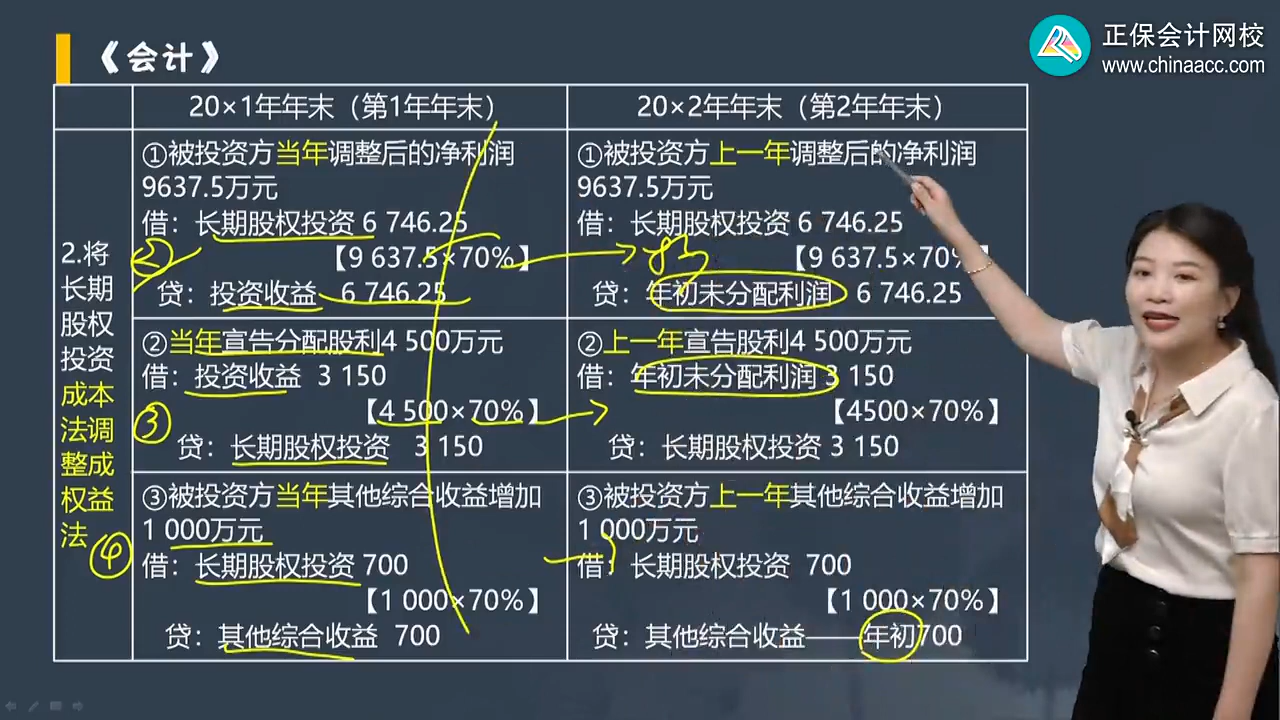 《会计》
正保会计网校
www.chinaacc.com
20×1年年末（第1年年末）
20×2年年末（第2年年末）
2.将
长期
股权
投资
成本
法调
整成
权益
法
①被投资方当年调整后的净利润
9637.5万元
借：长期股权投资 6 746.25
【9 637.5×70%】
贷：投资收益 6 746.25
①被投资方上一年调整后的净利润
9637.5万元
借：长期股权投资 6 746.25
【9 637.5×70%】
贷：年初未分配利润 6 746.25
②当年宣告分配股利4 500万元
借：投资收益 3 150
【4 500×70%】
贷：长期股权投资 3 150
②上一年宣告股利4 500万元
借：年初未分配利润 3 150
【4500×70%】
贷：长期股权投资 3 150
③被投资方当年其他综合收益增加
1 000万元
借：长期股权投资 700
【1 000×70%】
贷：其他综合收益 700
③被投资方上一年其他综合收益增加
1 000万元
借：长期股权投资 700
【1 000×70%】
贷：其他综合收益——年初700
②
③
④